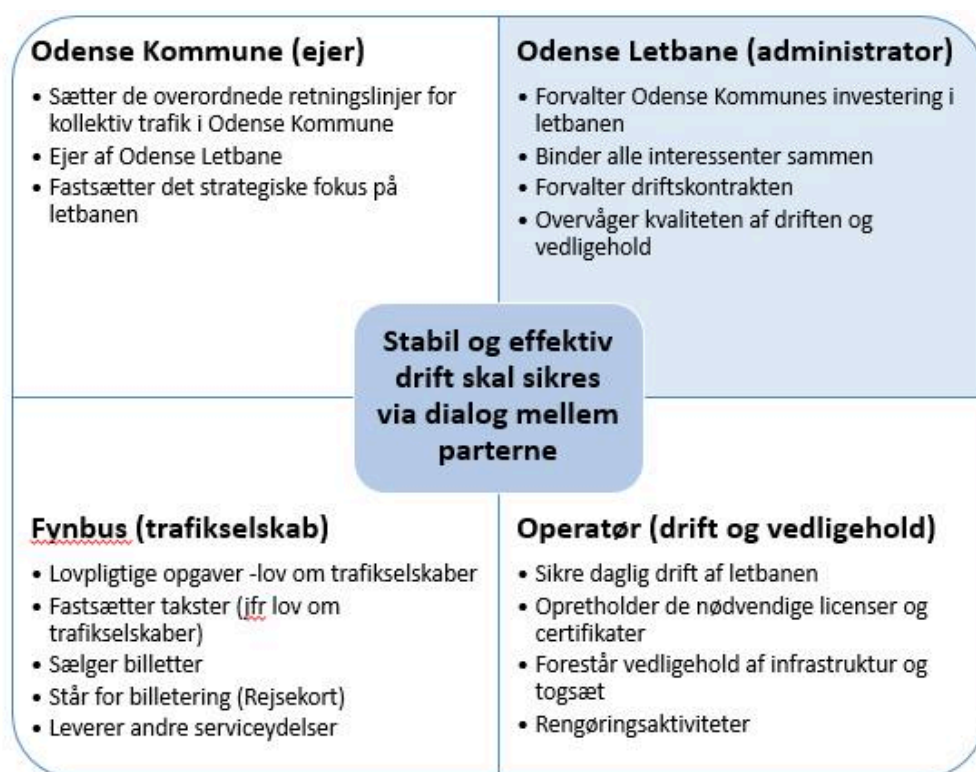 Odense Kommune (ejer)
• Sætter de overordnede retningslinjer for
kollektiv trafik i Odense Kommune
• Ejer af Odense Letbane
• Fastsætter det strategiske fokus på
letbanen
Odense Letbane (administrator)
• Forvalter Odense Kommunes investering i
letbanen
• Binder alle interessenter sammen
• Forvalter driftskontrakten
• Overvåger kvaliteten af driften og
vedligehold
Stabil og effektiv
drift skal sikres
via dialog mellem
parterne
Fynbus (trafikselskab)
• Lovpligtige opgaver -lov om trafikselskaber
• Fastsætter takster (jfr lov om
trafikselskaber)
• Sælger billetter
• Står for billetering (Rejsekort)
• Leverer andre serviceydelser
Operatør (drift og vedligehold)
• Sikre daglig drift af letbanen
• Opretholder de nødvendige licenser og
certifikater
• Forestår vedligehold af infrastruktur og
togsæt
• Rengøringsaktiviteter